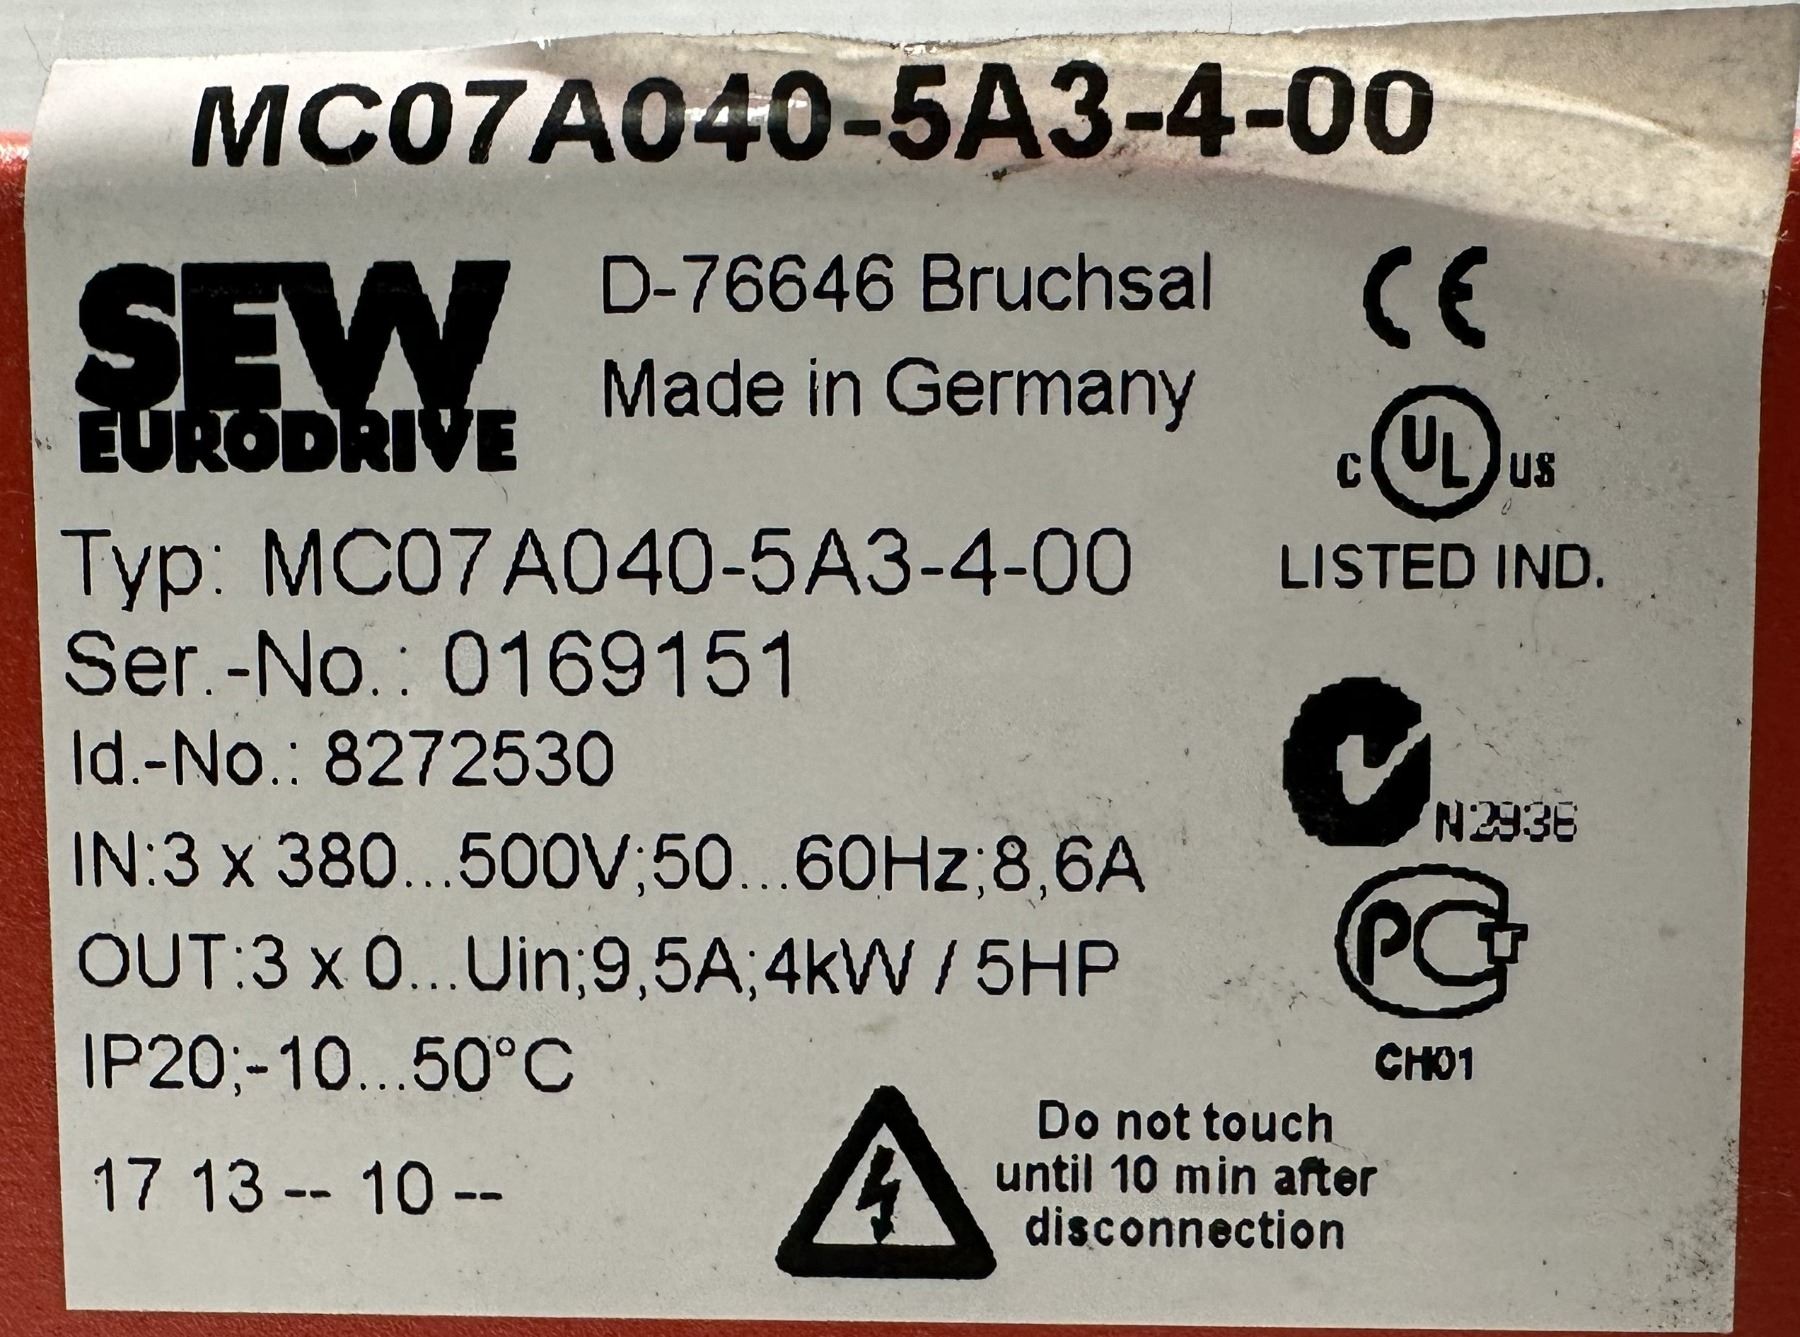 MC07A040-5A3-4-00
SEW
EURODRIVE
D-76646 Bruchsal
Made in Germany
CE
C UL US
LISTED IND.
Typ: MC07A040-5A3-4-00
Ser.-No.: 0169151
Id.-No.: 8272530
N2936
IN:3 x 380...500V;50...60Hz;8,6A
OUT:3 x 0...Uin;9,5A;4kW / 5HP
IP20;-10...50°C
PCT
CH01
17 13 -- 10 --
Do not touch
until 10 min after
disconnection